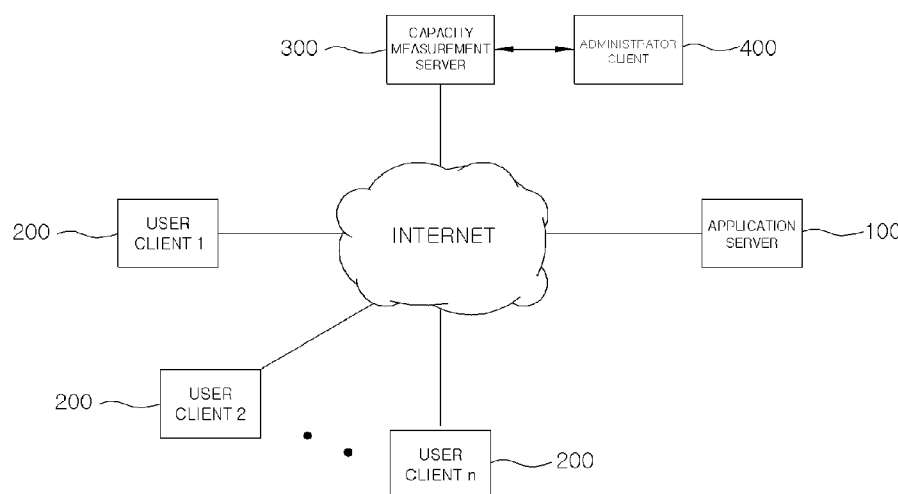 300
CAPACITY
MEASUREMENT
SERVER
ADMINISTRATOR
CLIENT
400
200
USER
CLIENT 1
INTERNET
APPLICATION
SERVER
100
200
USER
CLIENT 2
USER
CLIENT n
200